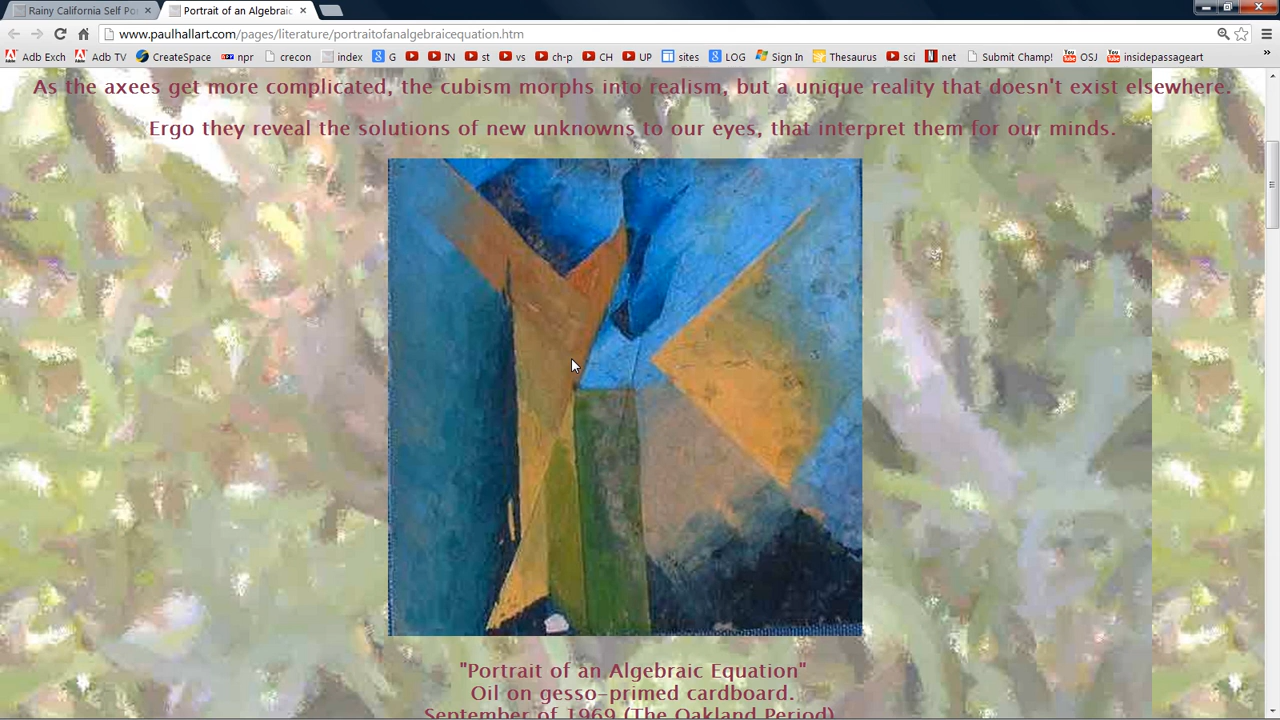 Rainy California Self Po
Portrait of an Algebraic
www.paulhallart.com/pages/literature/portraitofanalgebraicequation.htm
Adb Exch Adb TV CreateSpace npr crecon index G IN st vs ch-p CH UP sites LOG Sign In Thesaurus sci net Submit Champ! OSJ insidepassageart »
As the axees get more complicated, the cubism morphs into realism, but a unique reality that doesn't exist elsewhere.
Ergo they reveal the solutions of new unknowns to our eyes, that interpret them for our minds.
"Portrait of an Algebraic Equation"
Oil on gesso-primed cardboard.
September of 1969 (The Oakland Period)